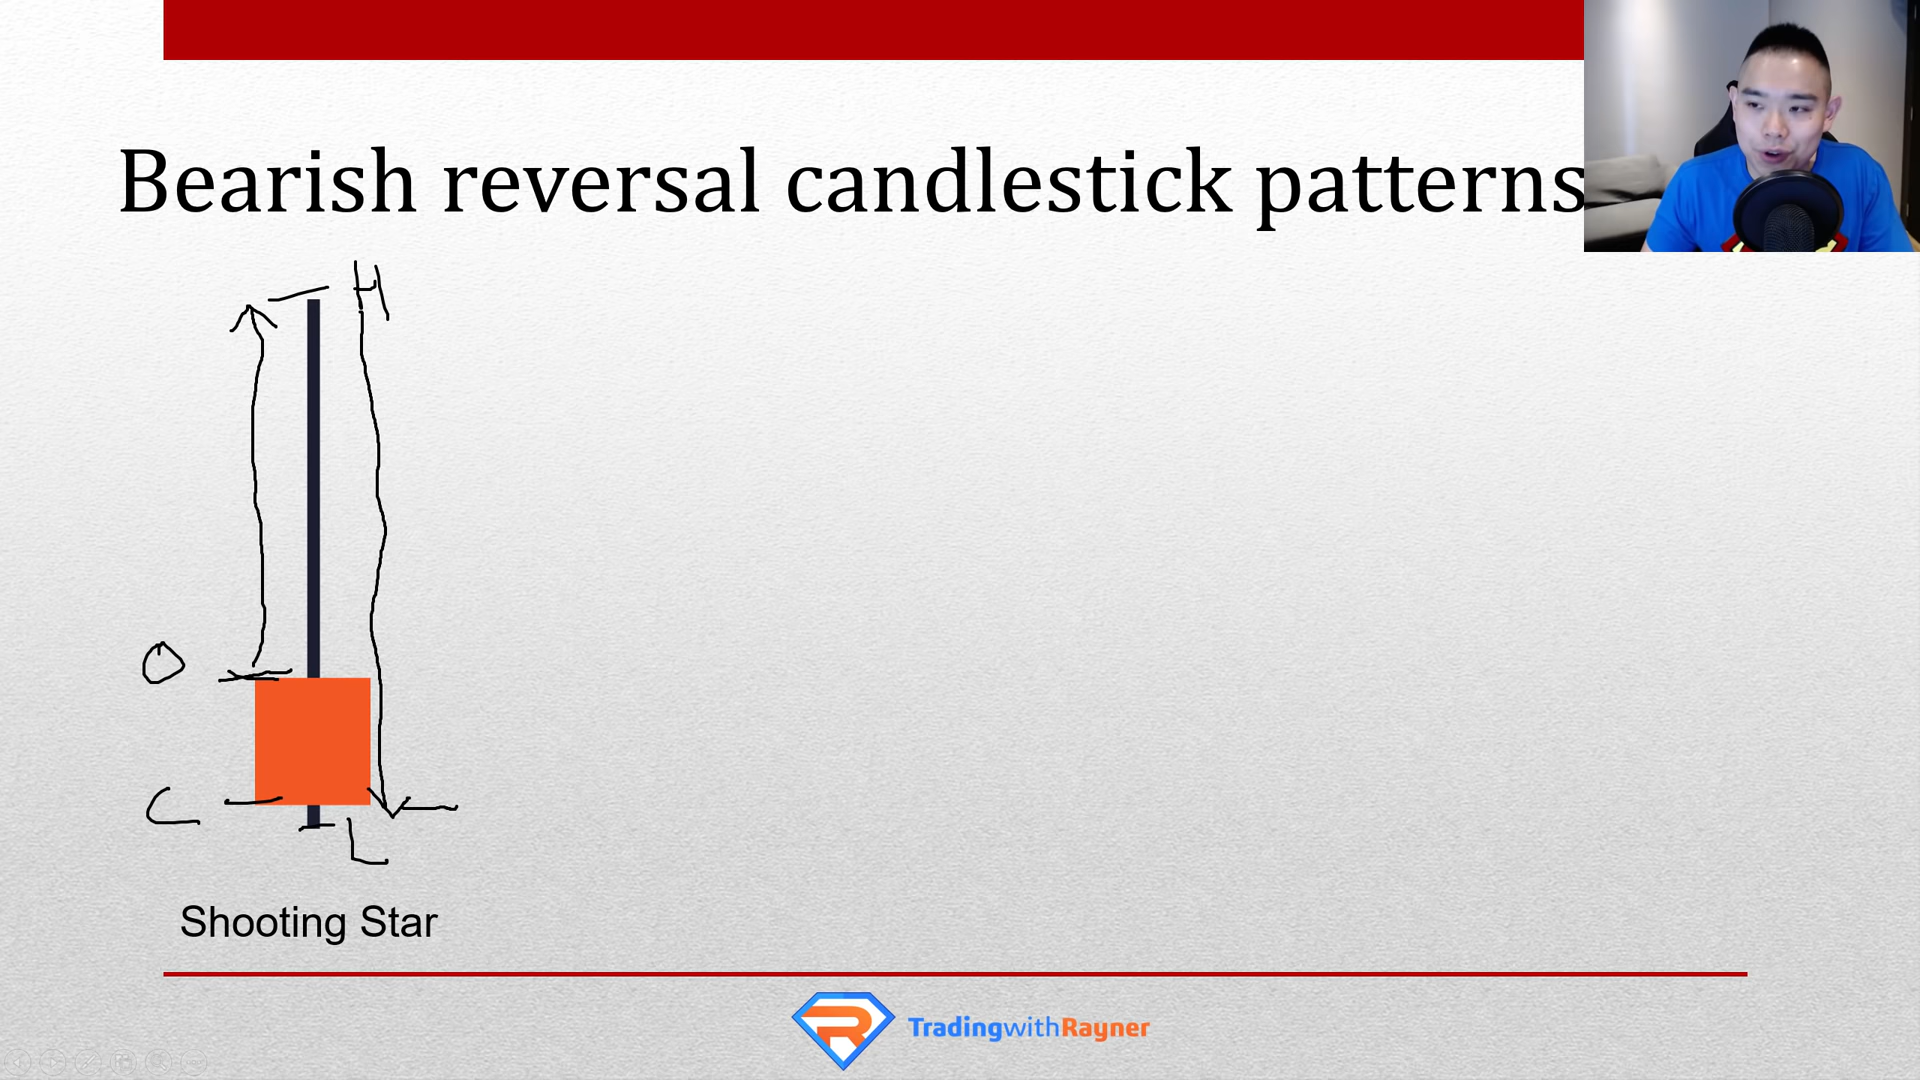 Bearish reversal candlestick patterns
H
O
C
L
Shooting Star
TradingwithRayner